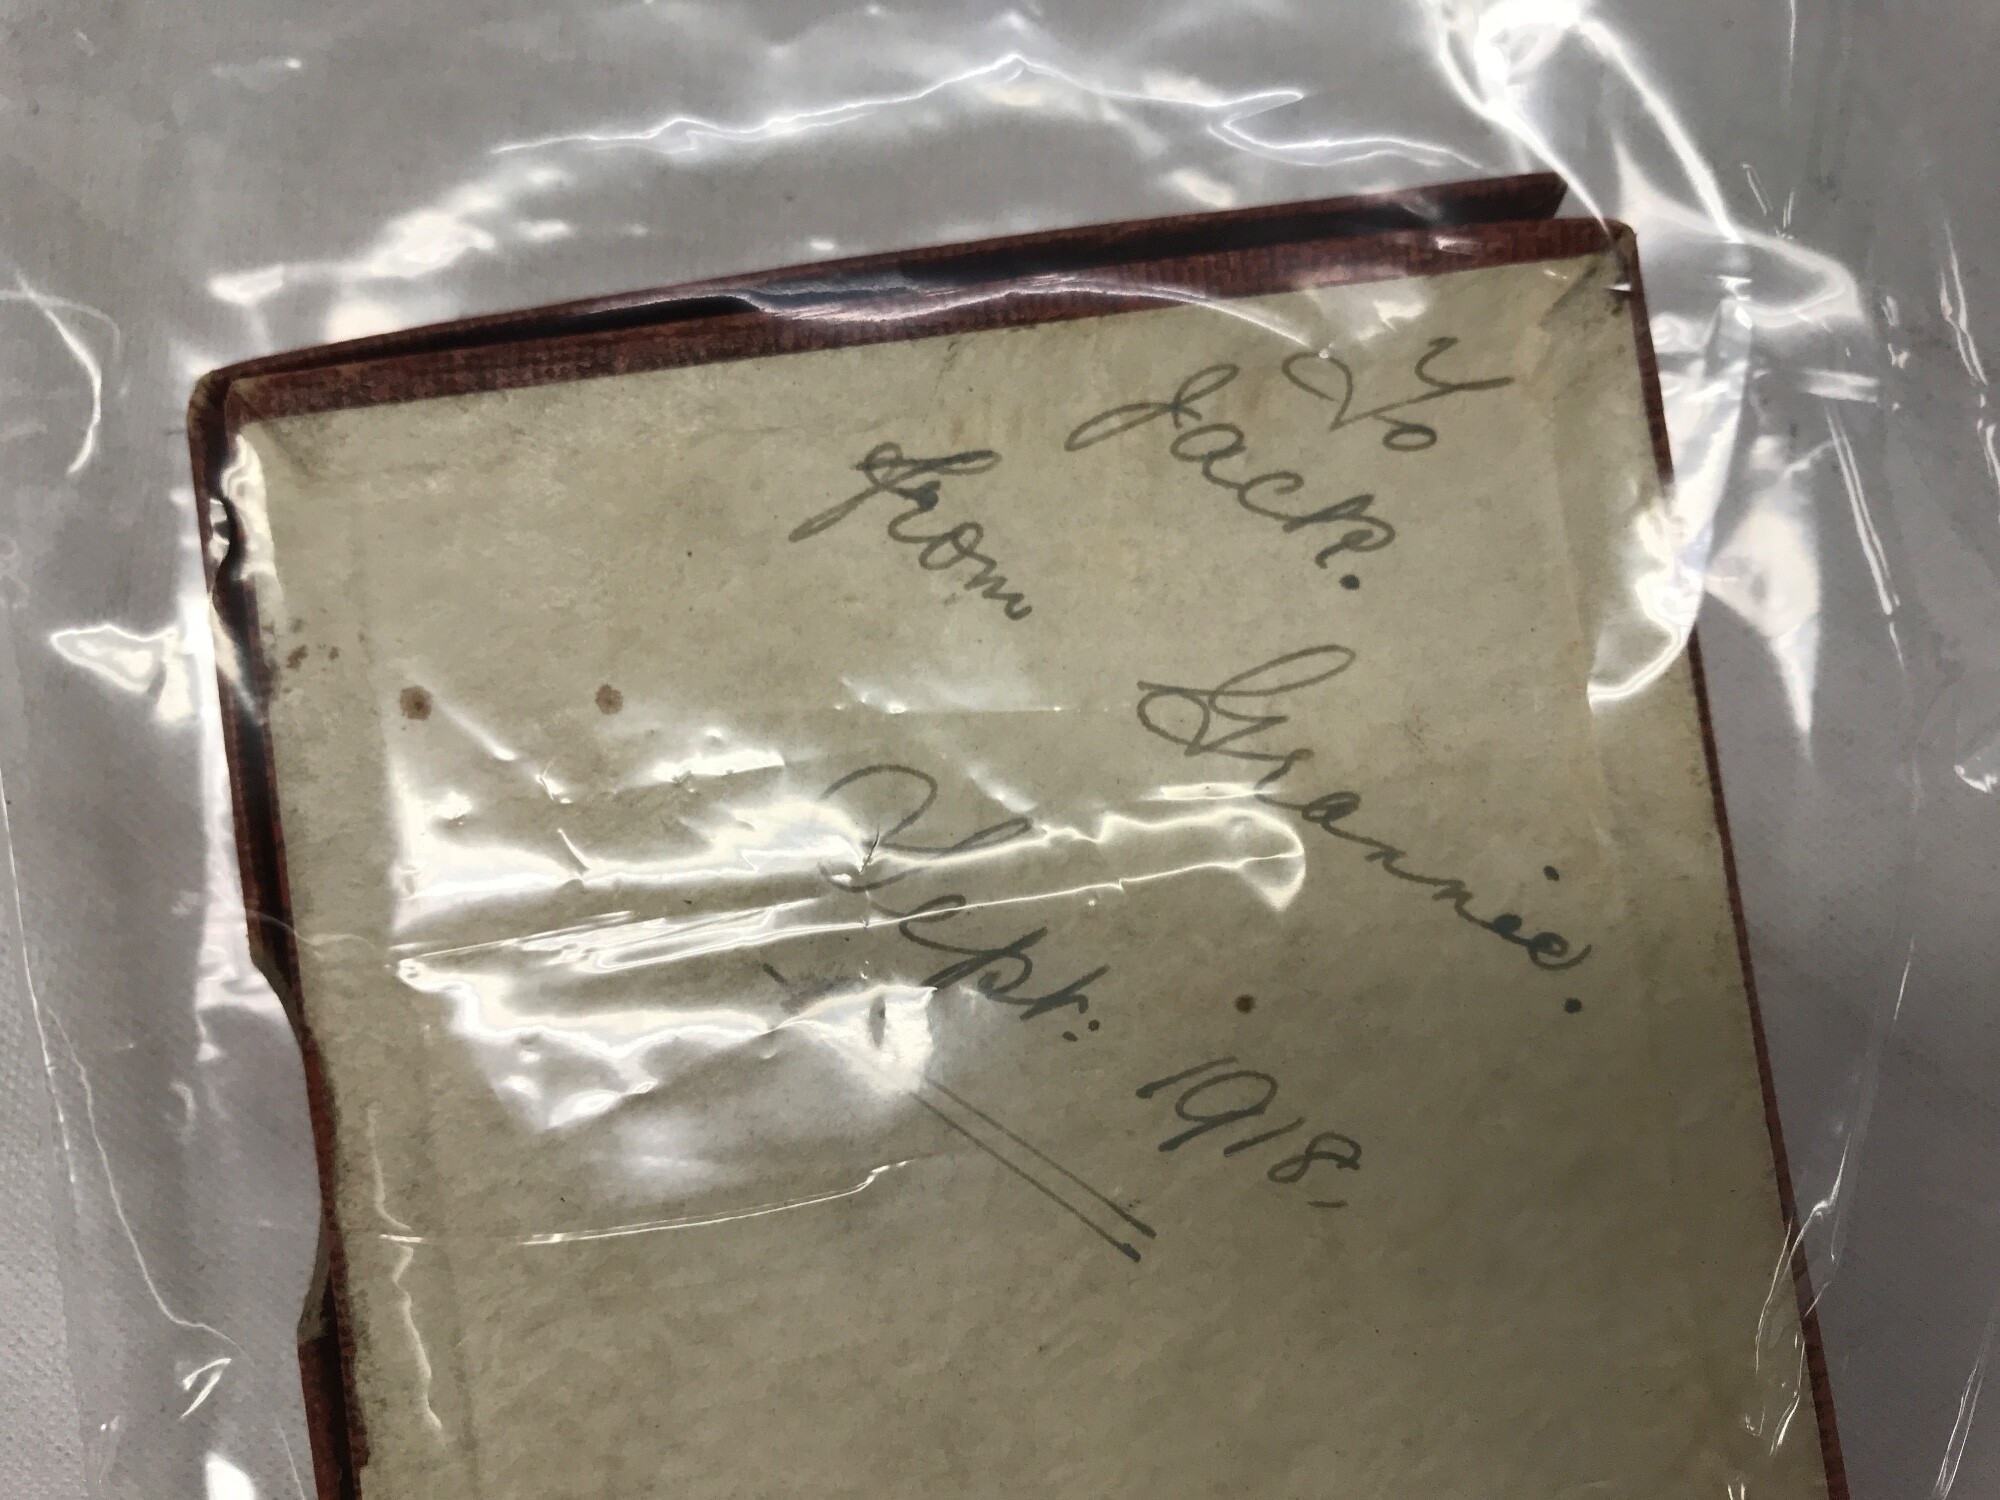 To
Jack.
from
Grannie.
Sept: 1918,